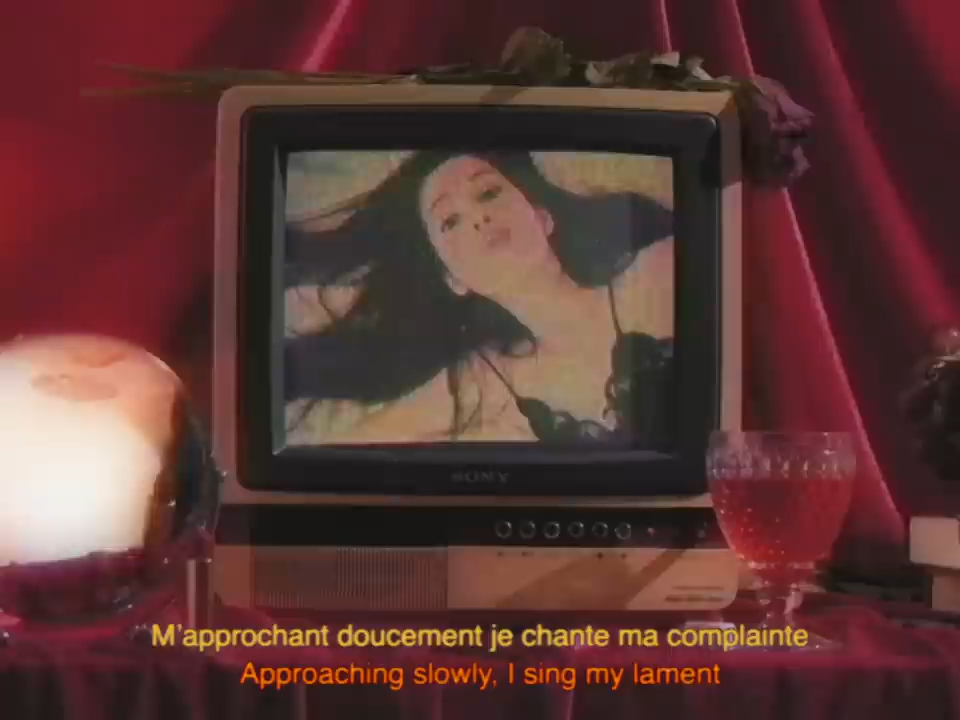 SONY
M'approchant doucement je chante ma complainte
Approaching slowly, I sing my lament